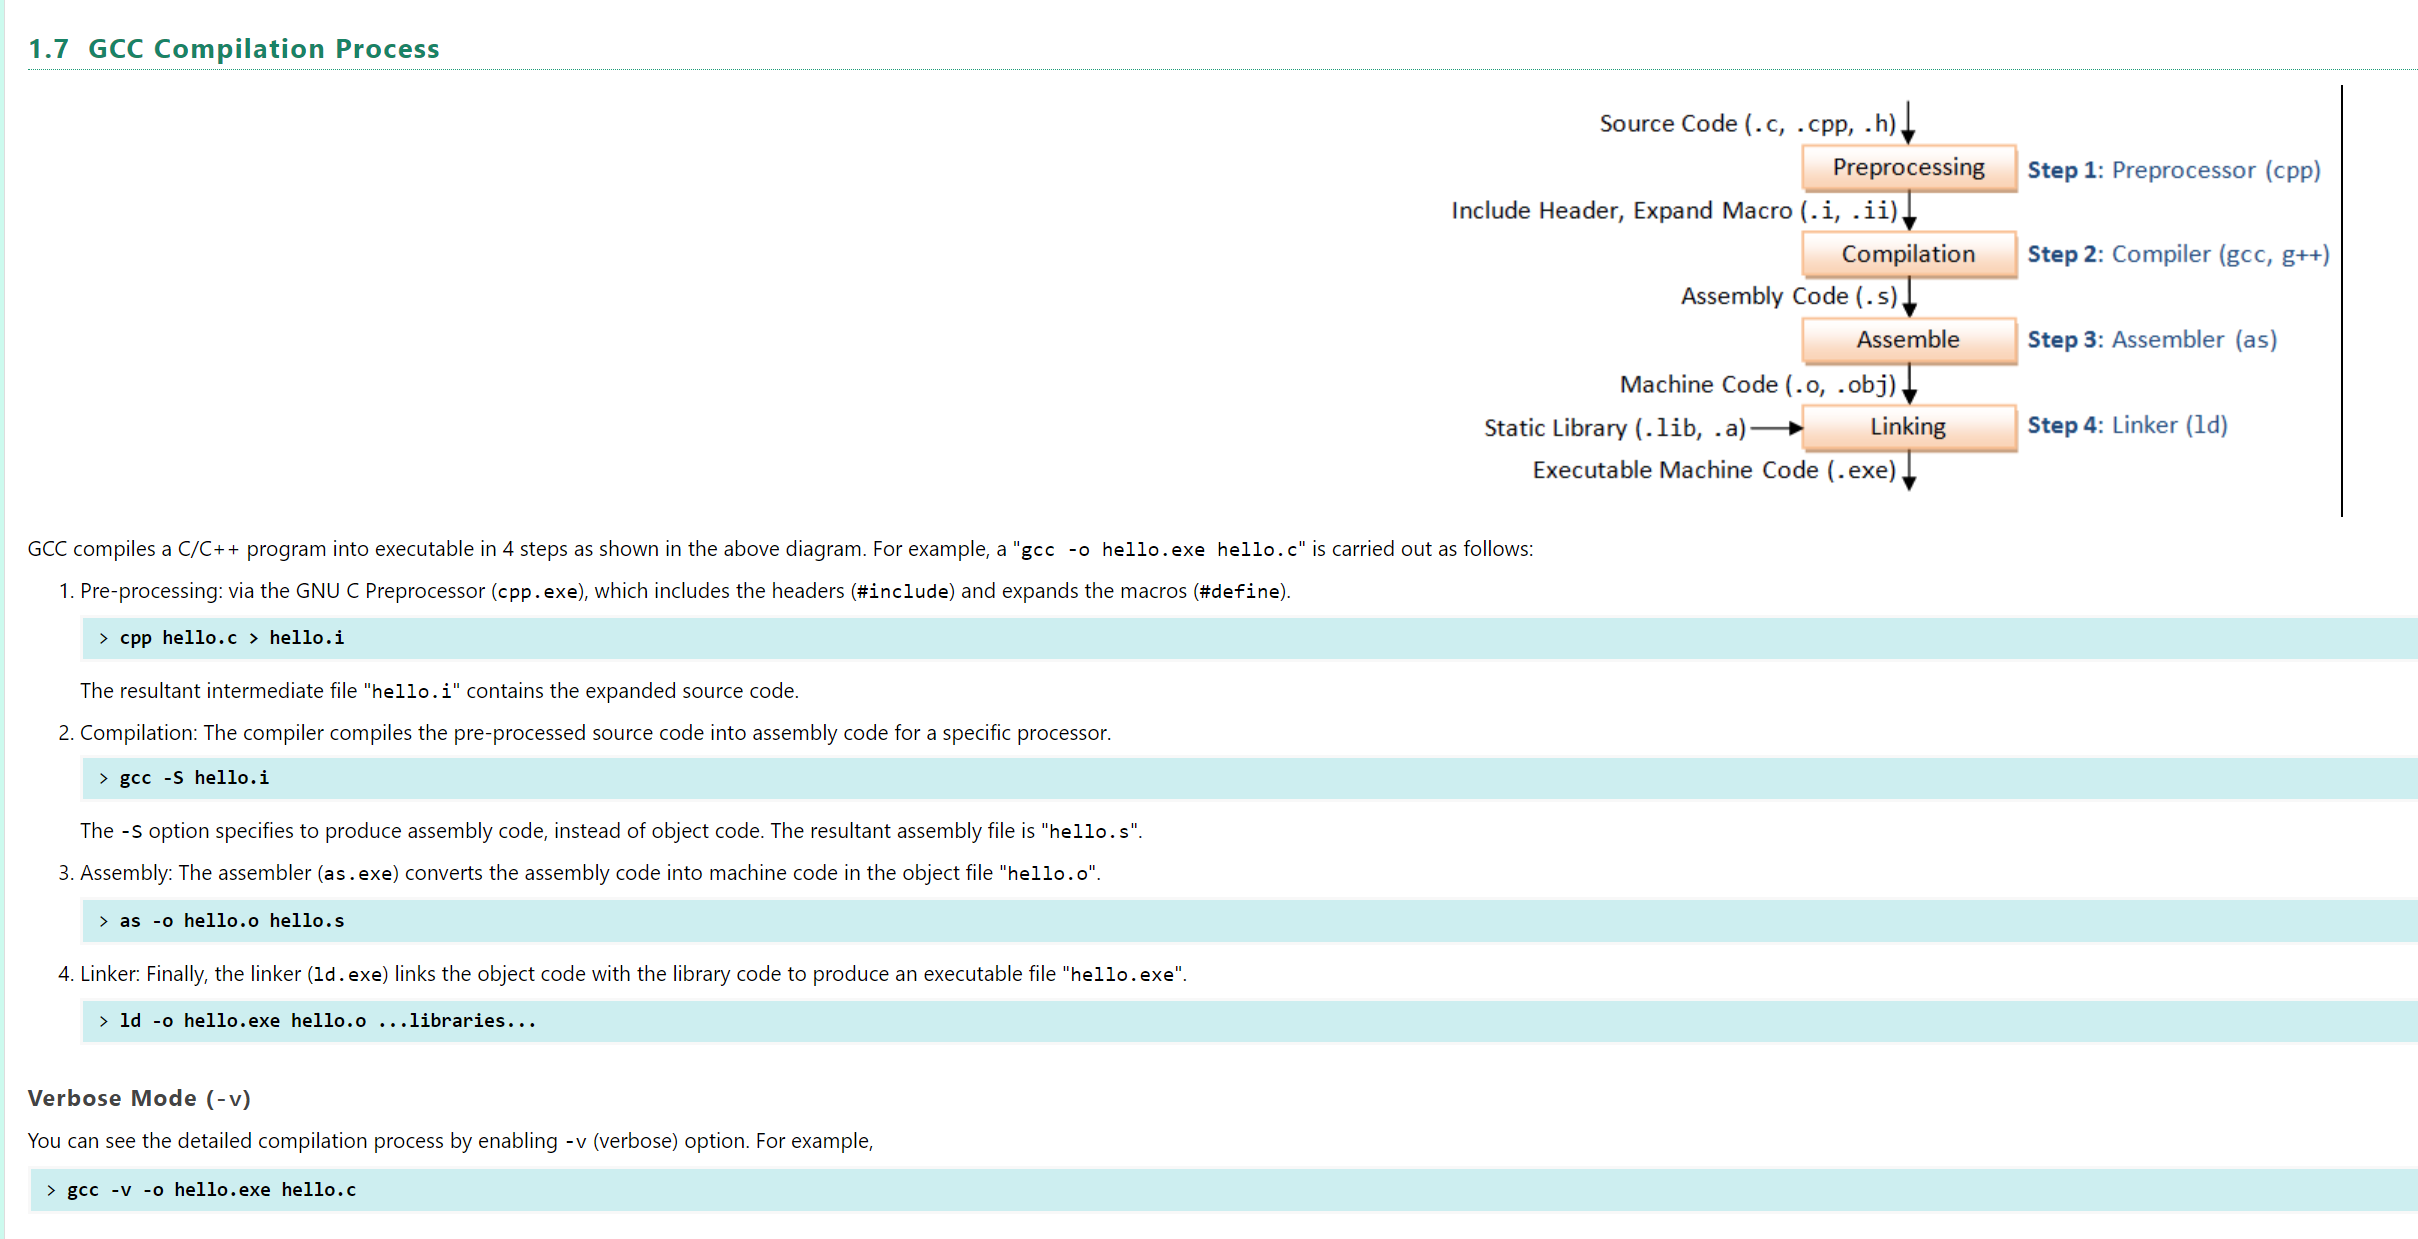 1.7 GCC Compilation Process
Source Code (.c, .cpp, .h)
Preprocessing
Step 1: Preprocessor (cpp)
Include Header, Expand Macro (.i, .ii)
Compilation
Step 2: Compiler (gcc, g++)
Assembly Code (.s)
Assemble
Step 3: Assembler (as)
Machine Code (.o, .obj)
Static Library (.lib, .a)
Linking
Step 4: Linker (ld)
Executable Machine Code (.exe)
GCC compiles a C/C++ program into executable in 4 steps as shown in the above diagram. For example, a "gcc -o hello.exe hello.c" is carried out as follows:
1. Pre-processing: via the GNU C Preprocessor (cpp.exe), which includes the headers (#include) and expands the macros (#define).
> cpp hello.c > hello.i
The resultant intermediate file "hello.i" contains the expanded source code.
2. Compilation: The compiler compiles the pre-processed source code into assembly code for a specific processor.
> gcc -S hello.i
The -S option specifies to produce assembly code, instead of object code. The resultant assembly file is "hello.s".
3. Assembly: The assembler (as.exe) converts the assembly code into machine code in the object file "hello.o".
> as -o hello.o hello.s
4. Linker: Finally, the linker (ld.exe) links the object code with the library code to produce an executable file "hello.exe".
> ld -o hello.exe hello.o ...libraries...
Verbose Mode (-v)
You can see the detailed compilation process by enabling -v (verbose) option. For example,
> gcc -v -o hello.exe hello.c